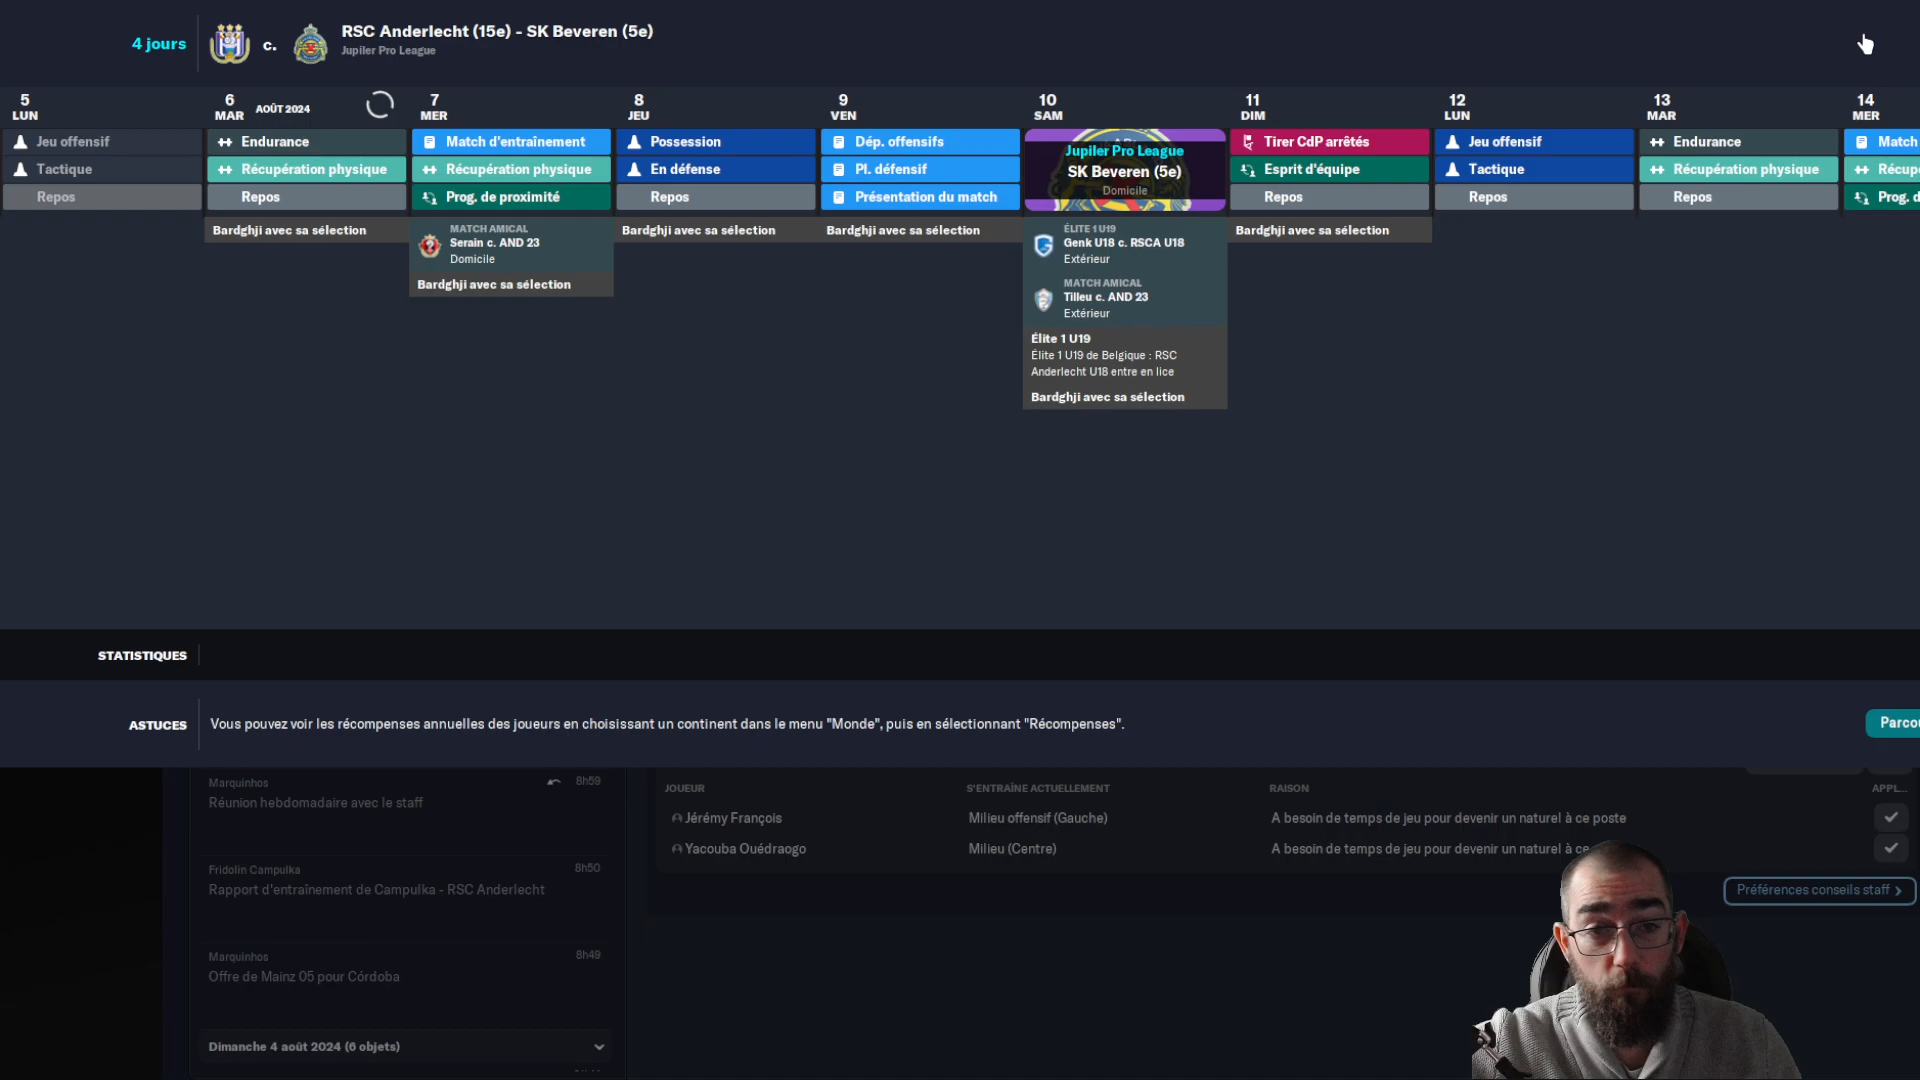 4 jours
c.
RSC Anderlecht (15e) - SK Beveren (5e)
Jupiler Pro League
5
LUN
6
MAR
AOÛT 2024
7
MER
8
JEU
9
VEN
10
SAM
11
DIM
12
LUN
13
MAR
14
MER
Jeu offensif
Tactique
Repos
Endurance
Récupération physique
Repos
Bardghji avec sa sélection
Match d'entraînement
Récupération physique
Prog. de proximité
MATCH AMICAL
Serain c. AND 23
Domicile
Bardghji avec sa sélection
Possession
En défense
Repos
Bardghji avec sa sélection
Dép. offensifs
Pl. défensif
Présentation du match
Bardghji avec sa sélection
Jupiler Pro League
SK Beveren (5e)
Domicile
ÉLITE 1 U19
Genk U18 c. RSCA U18
Extérieur
MATCH AMICAL
Tilleu c. AND 23
Extérieur
Élite 1 U19
Élite 1 U19 de Belgique : RSC
Anderlecht U18 entre en lice
Bardghji avec sa sélection
Tirer CdP arrêtés
Esprit d'équipe
Repos
Bardghji avec sa sélection
Jeu offensif
Tactique
Repos
Endurance
Récupération physique
Repos
Match
Récupe
Prog. d
STATISTIQUES
ASTUCES
Vous pouvez voir les récompenses annuelles des joueurs en choisissant un continent dans le menu "Monde", puis en sélectionnant "Récompenses".
Parcou
Marquinhos
8h59
Réunion hebdomadaire avec le staff
Fridolin Campulka
8h50
Rapport d'entraînement de Campulka - RSC Anderlecht
Marquinhos
8h49
Offre de Mainz 05 pour Córdoba
Dimanche 4 août 2024 (6 objets)
JOUEUR
S'ENTRAÎNE ACTUELLEMENT
RAISON
APPL...
Jérémy François
Milieu offensif (Gauche)
A besoin de temps de jeu pour devenir un naturel à ce poste
Yacouba Ouédraogo
Milieu (Centre)
A besoin de temps de jeu pour devenir un naturel à ce
Préférences conseils staff